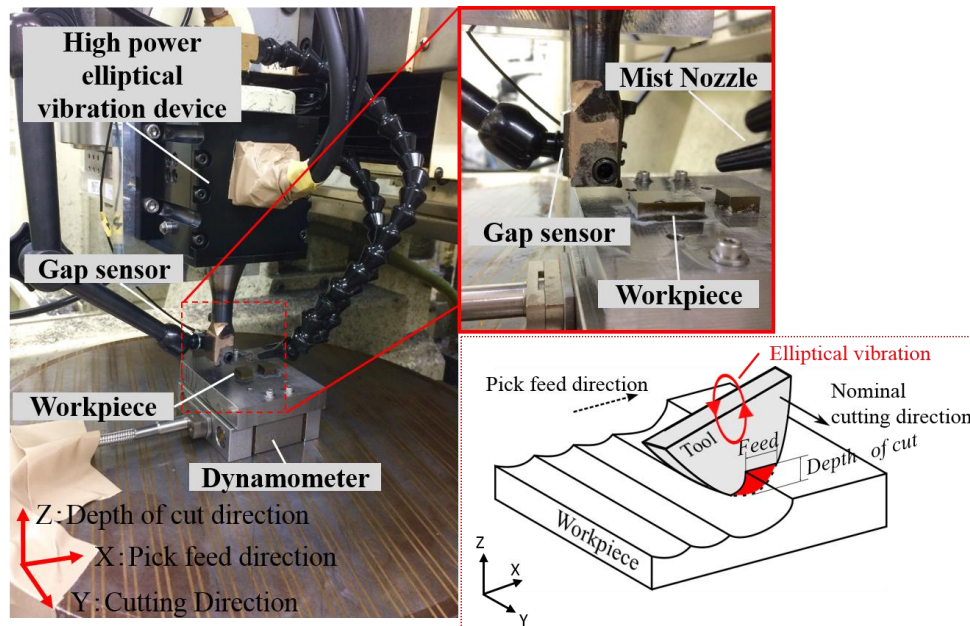 High power
elliptical
vibration device
Gap sensor
Workpiece
Dynamometer
Z:Depth of cut direction
X:Pick feed direction
Y:Cutting Direction
Mist Nozzle
Gap sensor
Workpiece
Elliptical vibration
Pick feed direction
Nominal
cutting direction
Tool
Feed
Depth of cut
Workpiece
Z
X
Y